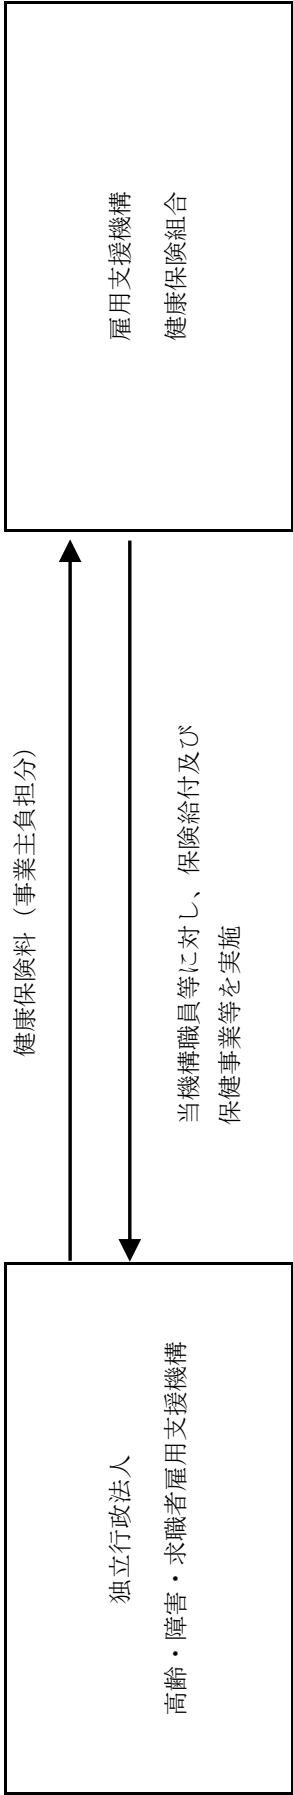 独立行政法人
高齢・障害・求職者雇用支援機構
健康保険料（事業主負担分）
当機構職員等に対し、保険給付及び
保健事業等を実施
雇用支援機構
健康保険組合